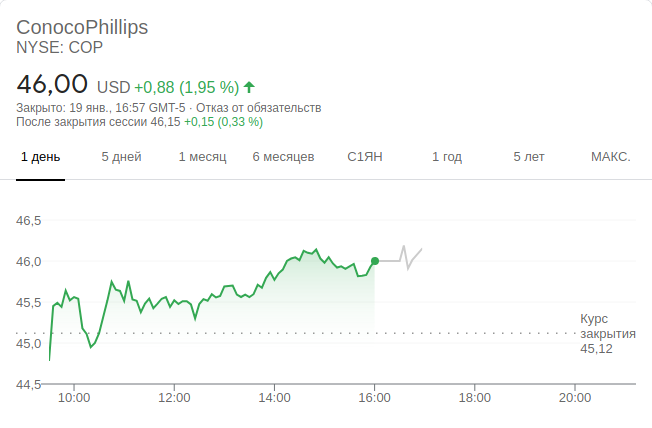 ConocoPhillips
NYSE: COP
46,00 USD +0,88 (1,95 %)
Закрыто: 19 янв., 16:57 GMT-5 · Отказ от обязательств
После закрытия сессии 46,15 +0,15 (0,33 %)
1 день 5 дней 1 месяц 6 месяцев С1ЯН 1 год 5 лет МАКС.
46,5
46,0
45,5
Курс
закрытия
45,12
45,0
44,5
10:00 12:00 14:00 16:00 18:00 20:00